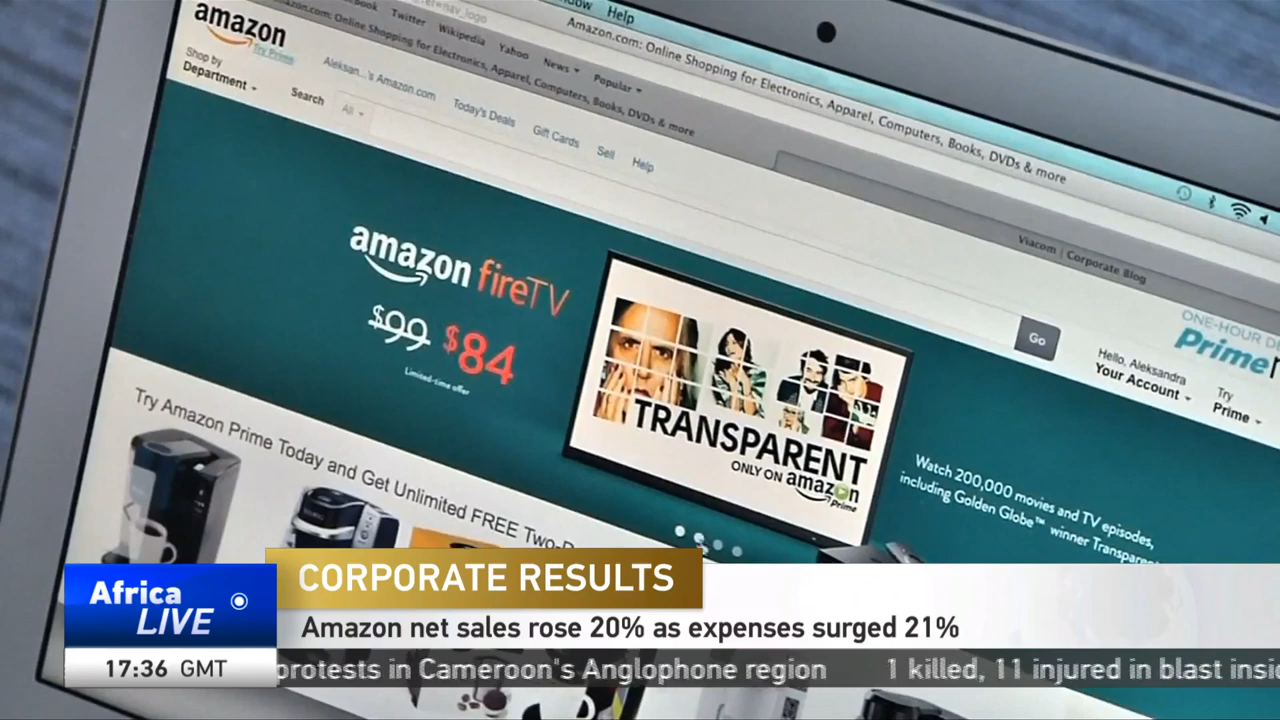 Help
Facebook Twitter Wikipedia Yahoo News Popular
Amazon.com: Online Shopping for Electronics, Apparel, Computers, Books, DVDs & more
Amazon.com: Online Shopping for Electronics, Apparel, Computers, Books, DVDs & more
Viacom | Corporate Blog
amazon
Try Prime
Shop by
Department
Aleksan...'s Amazon.com Today's Deals Gift Cards Sell Help
Search All
Go
ONE-HOUR
Prime
Hello, Aleksandra
Your Account
Try
Prime
amazon fireTV
$99 $84
Limited-time offer
TRANSPARENT
ONLY ON amazon
Prime
Watch 200,000 movies and TV episodes,
including Golden Globe™ winner Transparent
Try Amazon Prime Today and Get Unlimited FREE
CORPORATE RESULTS
Africa
LIVE
Amazon net sales rose 20% as expenses surged 21%
17:36 GMT
protests in Cameroon's Anglophone region 1 killed, 11 injured in blast